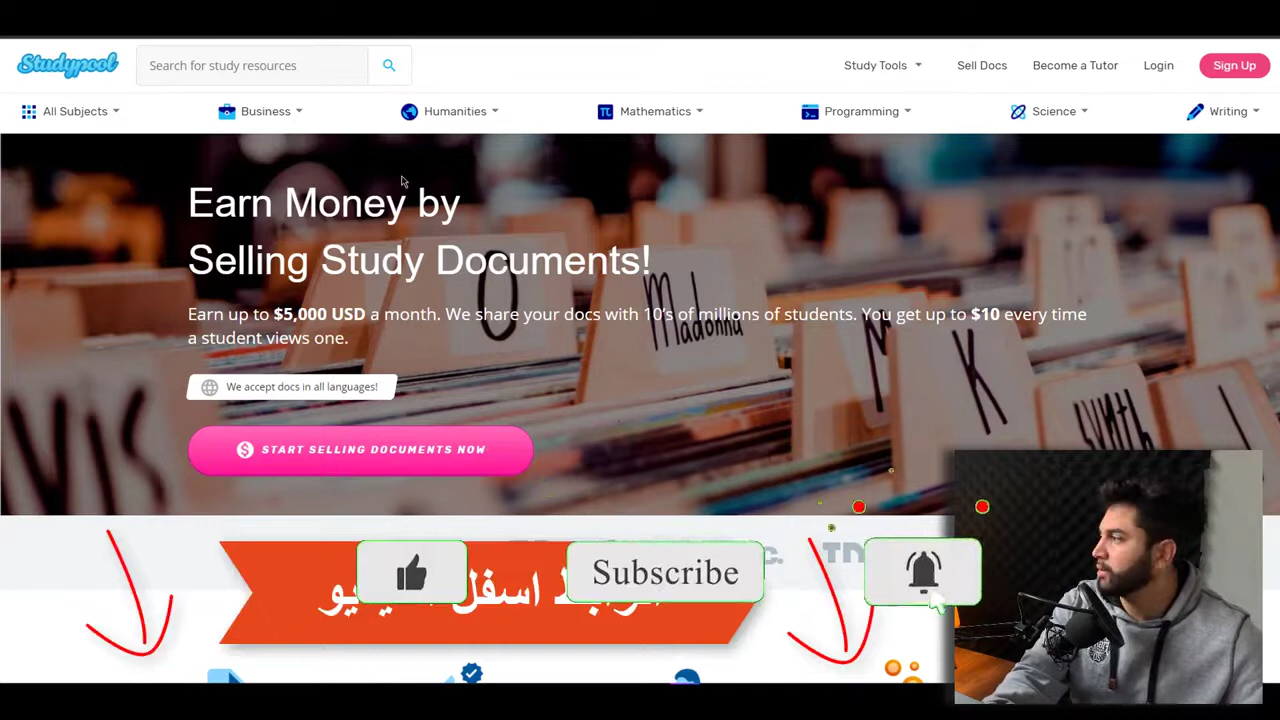 Studypool
Search for study resources
Study Tools
Sell Docs
Become a Tutor
Login
Sign Up
All Subjects
Business
Humanities
Mathematics
Programming
Science
Writing
Earn Money by
Selling Study Documents!
Earn up to $5,000 USD a month. We share your docs with 10's of millions of students. You get up to $10 every time
a student views one.
We accept docs in all languages!
START SELLING DOCUMENTS NOW
O
Madonna
K
Subscribe
اسفل